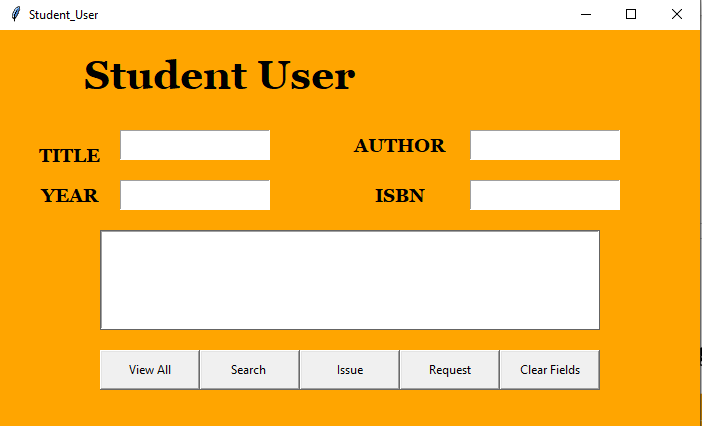 Student_User
Student User
TITLE
AUTHOR
YEAR
ISBN
View All
Search
Issue
Request
Clear Fields